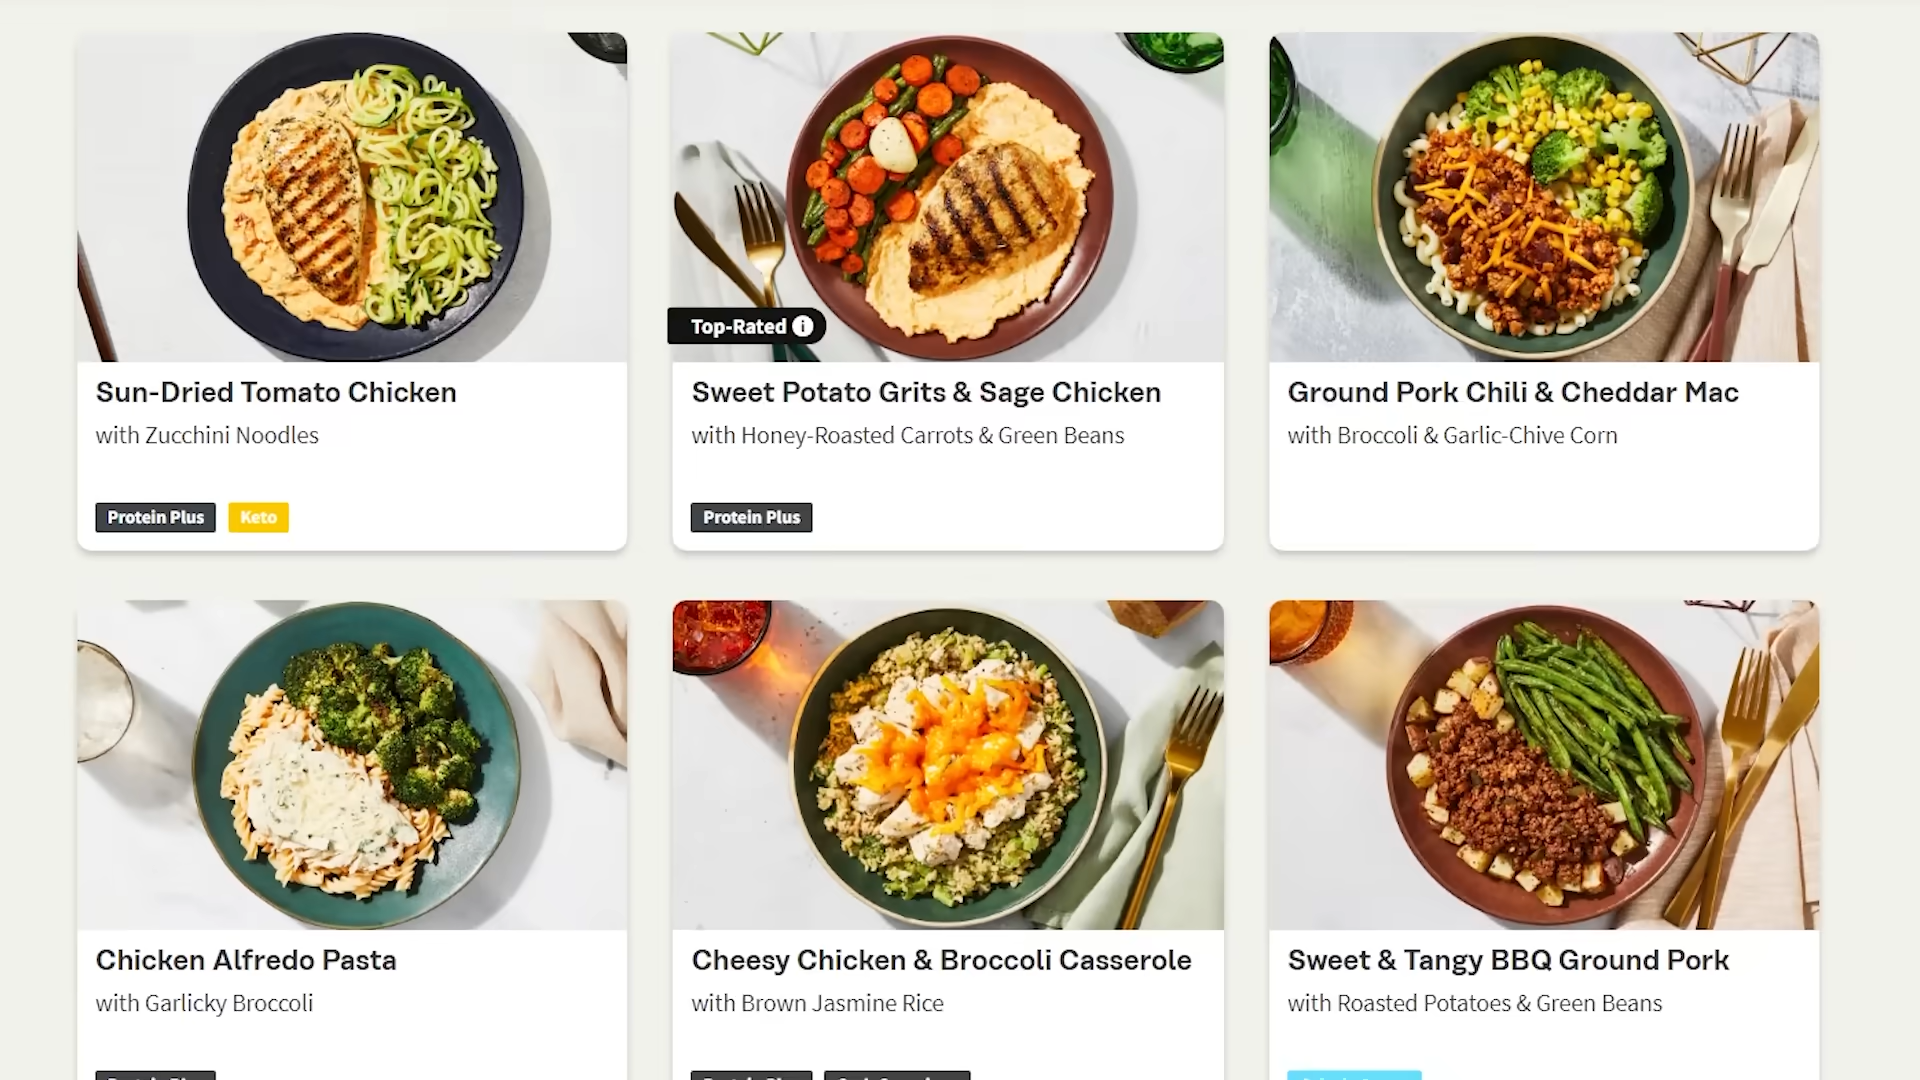 Top-Rated i
Sun-Dried Tomato Chicken
with Zucchini Noodles
Protein Plus Keto
Sweet Potato Grits & Sage Chicken
with Honey-Roasted Carrots & Green Beans
Protein Plus
Ground Pork Chili & Cheddar Mac
with Broccoli & Garlic-Chive Corn
Chicken Alfredo Pasta
with Garlicky Broccoli
Cheesy Chicken & Broccoli Casserole
with Brown Jasmine Rice
Sweet & Tangy BBQ Ground Pork
with Roasted Potatoes & Green Beans